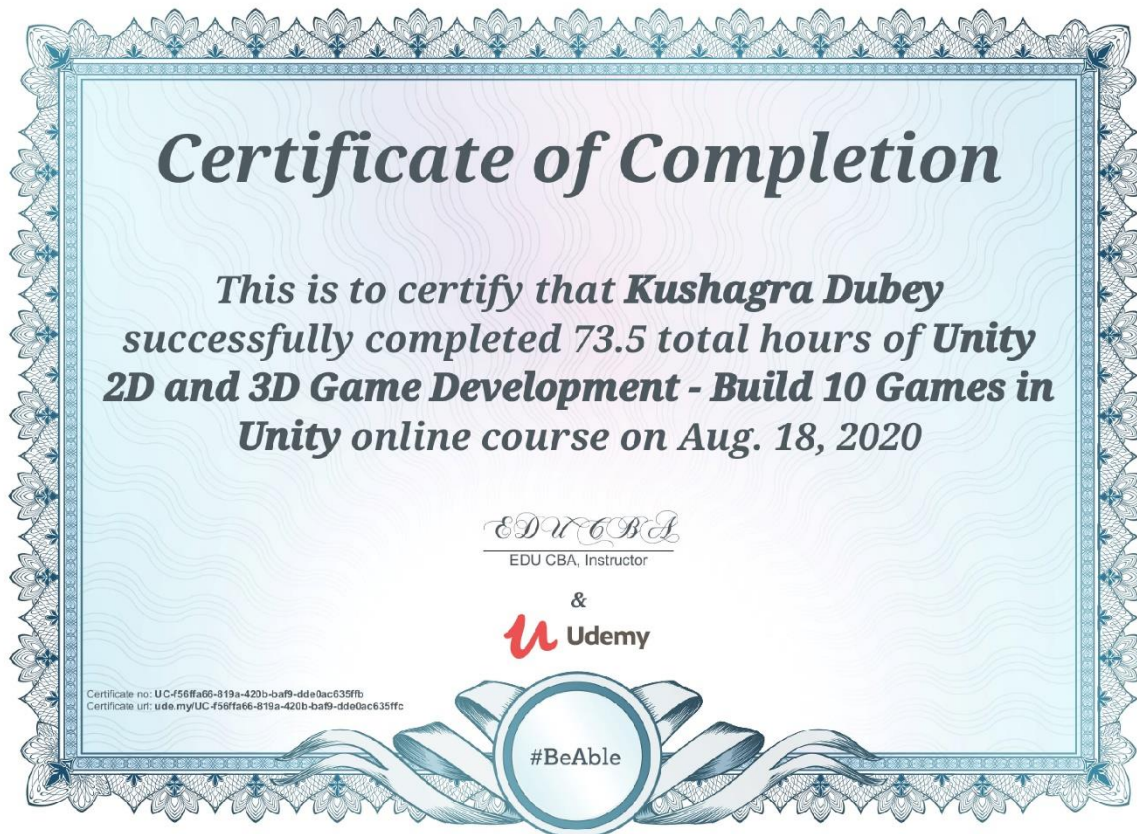 Certificate of Completion
This is to certify that Kushagra Dubey
successfully completed 73.5 total hours of Unity
2D and 3D Game Development - Build 10 Games in
Unity online course on Aug. 18, 2020
EDUCBA
EDU CBA, Instructor
&
Udemy
Certificate no: UC-f56ffa66-819a-420b-baf9-dde0ac635ffb
Certificate url: ude.my/UC-f56ffa66-819a-420b-baf9-dde0ac635ffc
#BeAble